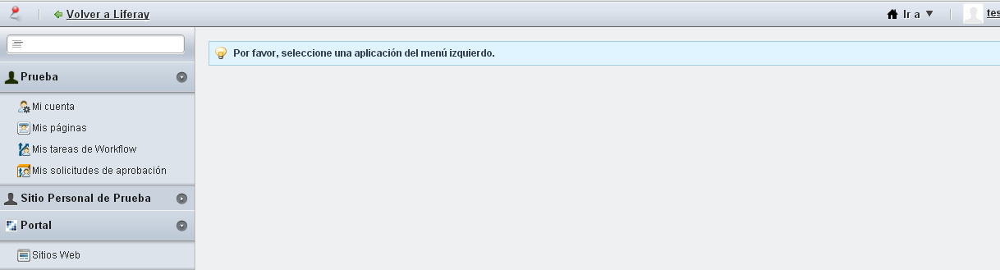 Volver a Liferay
Ir a
tes
Por favor, seleccione una aplicación del menú izquierdo.
Prueba
Mi cuenta
Mis páginas
Mis tareas de Workflow
Mis solicitudes de aprobación
Sitio Personal de Prueba
Portal
Sitios Web